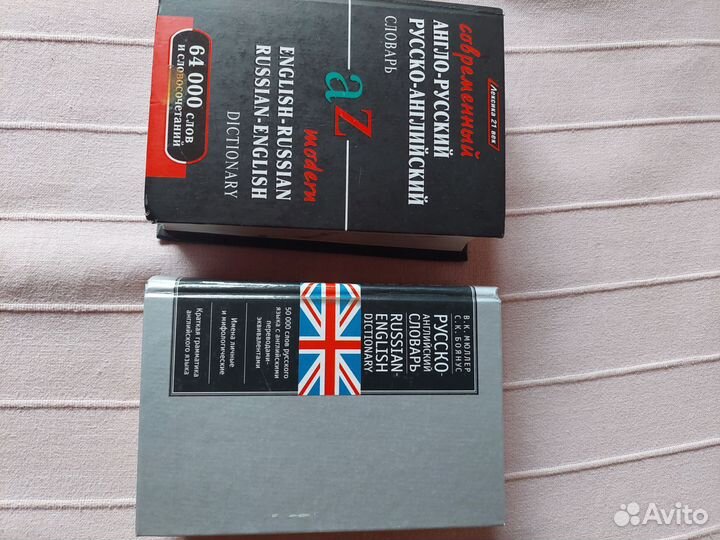 Лексика 21 век
современный
АНГЛО-РУССКИЙ
РУССКО-АНГЛИЙСКИЙ
СЛОВАРЬ
aZ
modern
ENGLISH-RUSSIAN
RUSSIAN-ENGLISH
DICTIONARY
64 000 слов
и словосочетаний
В.К. МЮЛЛЕР
С.К. БОЯНУС
РУССКО-
АНГЛИЙСКИЙ
СЛОВАРЬ
RUSSIAN-
ENGLISH
DICTIONARY
50 000 слов русского
языка с английскими
переводами-
эквивалентами
Имена личные
и мифологические
Краткая грамматика
английского языка
Avito